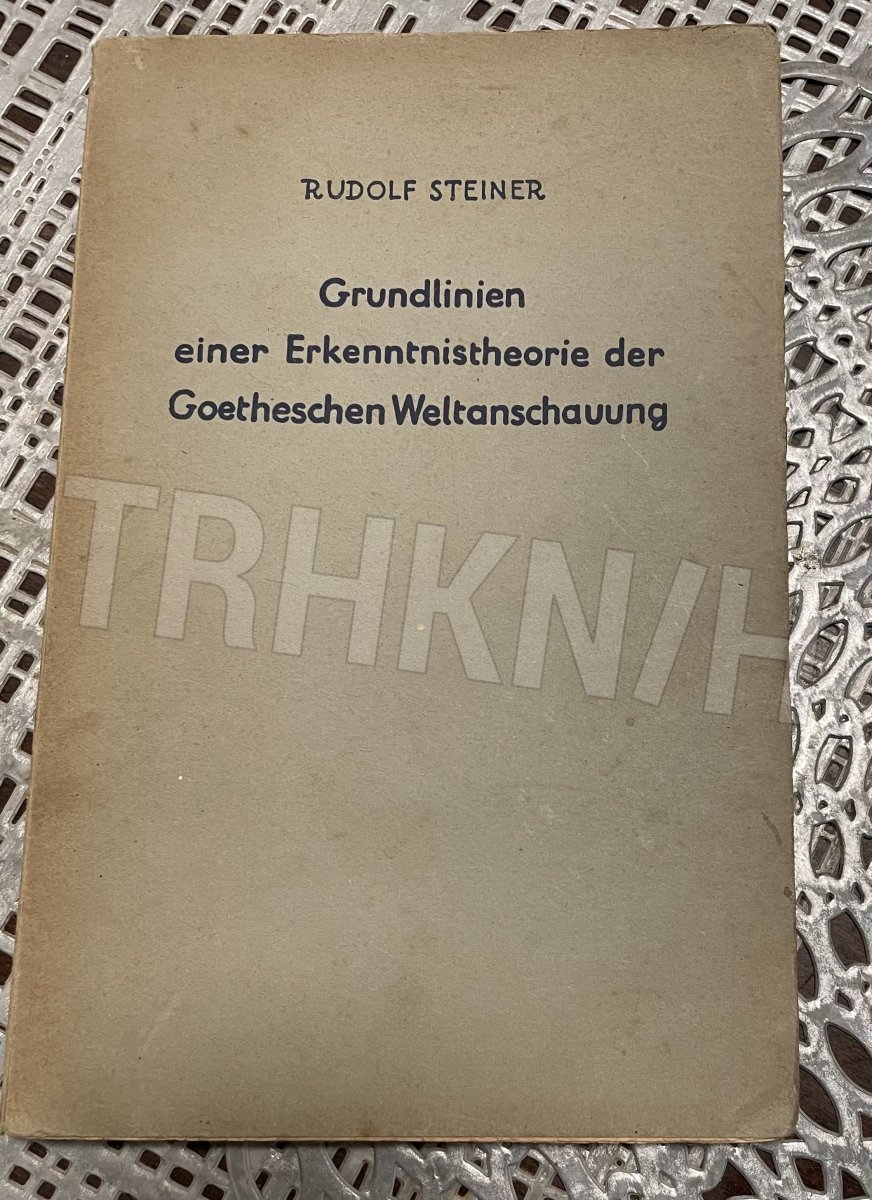 RUDOLF STEINER
Grundlinien
einer Erkenntnistheorie der
Goetheschen Weltanschauung
TRHKN/H